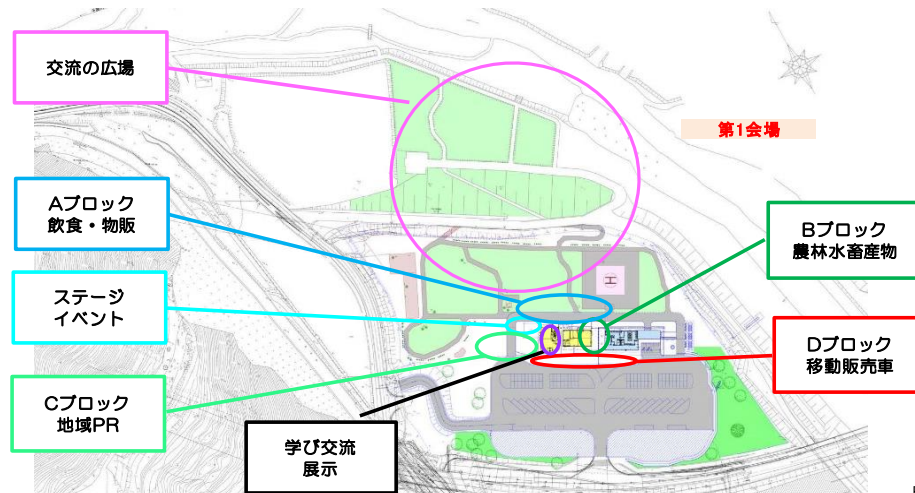 交流の広場
第1会場
Aブロック
飲食・物販
Bブロック
農林水畜産物
ステージ
イベント
H
Dブロック
移動販売車
Cブロック
地域PR
学び交流
展示